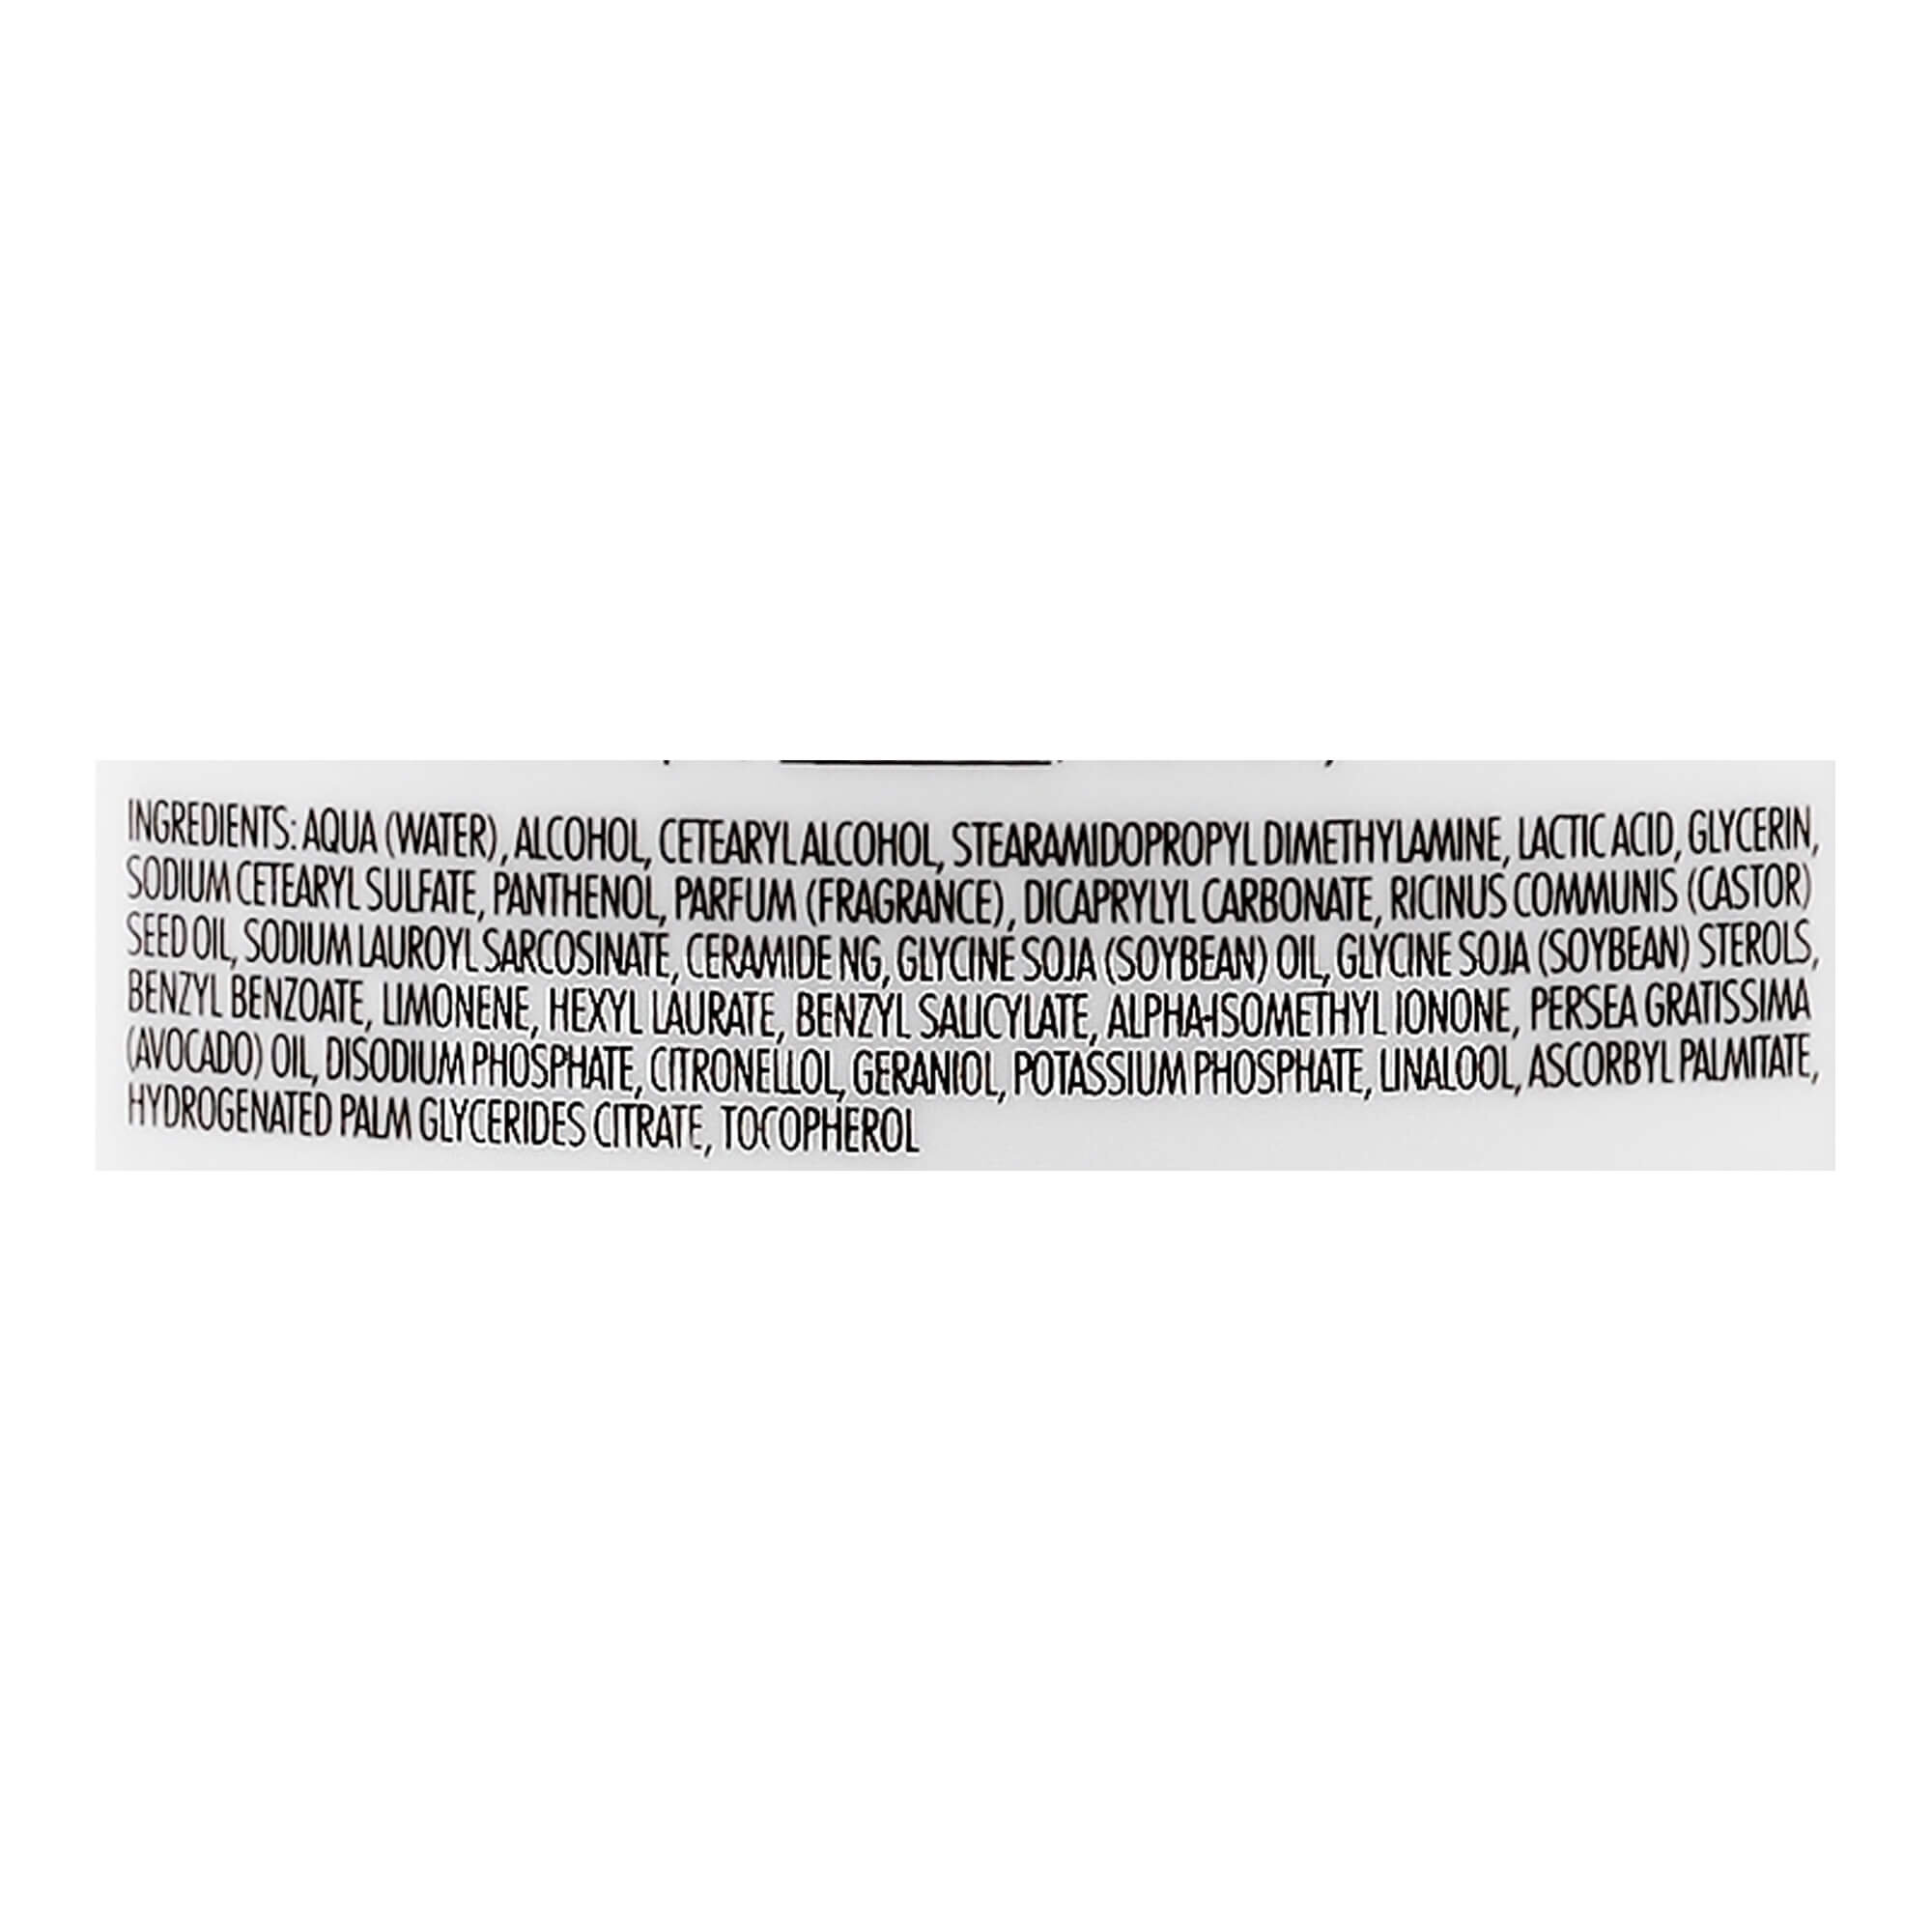 INGREDIENTS: AQUA (WATER), ALCOHOL, CETEARYL ALCOHOL, STEARAMIDOPROPYL DIMETHYLAMINE, LACTIC ACID, GLYCERIN,
SODIUM CETEARYL SULFATE, PANTHENOL, PARFUM (FRAGRANCE), DICAPRYLYL CARBONATE, RICINUS COMMUNIS (CASTOR)
SEED OIL, SODIUM LAUROYL SARCOSINATE, CERAMIDE NG, GLYCINE SOJA (SOYBEAN) OIL, GLYCINE SOJA (SOYBEAN) STEROLS,
BENZYL BENZOATE, LIMONENE, HEXYL LAURATE, BENZYL SALICYLATE, ALPHA-ISOMETHYL IONONE, PERSEA GRATISSIMA
(AVOCADO) OIL, DISODIUM PHOSPHATE, CITRONELLOL, GERANIOL, POTASSIUM PHOSPHATE, LINALOOL, ASCORBYL PALMITATE,
HYDROGENATED PALM GLYCERIDES CITRATE, TOCOPHEROL